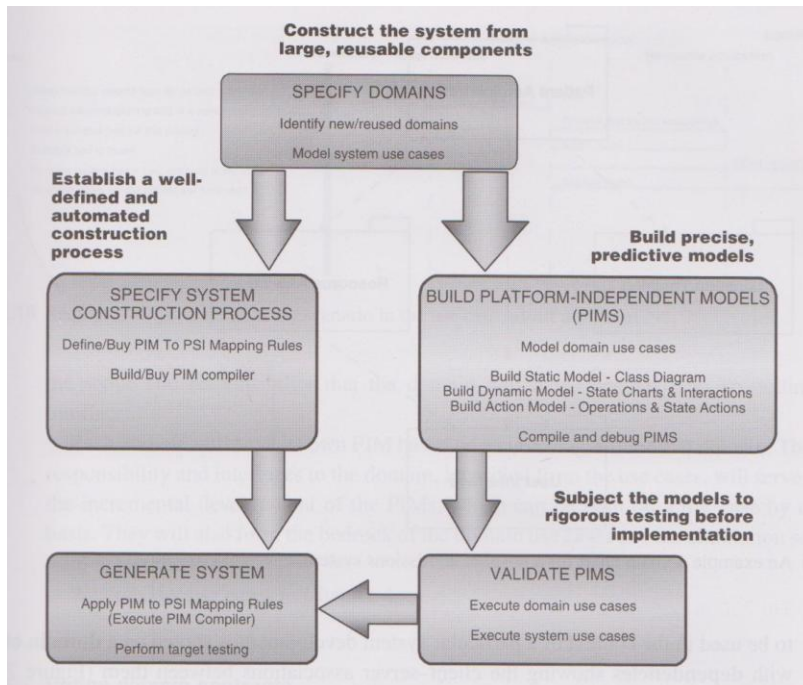 Construct the system from
large, reusable components
SPECIFY DOMAINS
Identify new/reused domains
Model system use cases
Establish a well-
defined and
automated
construction
process
Build precise,
predictive models
SPECIFY SYSTEM
CONSTRUCTION PROCESS
Define/Buy PIM To PSI Mapping Rules
Build/Buy PIM compiler
BUILD PLATFORM-INDEPENDENT MODELS
(PIMS)
Model domain use cases
Build Static Model - Class Diagram
Build Dynamic Model - State Charts & Interactions
Build Action Model - Operations & State Actions
Compile and debug PIMS
Subject the models to
rigorous testing before
implementation
GENERATE SYSTEM
Apply PIM to PSI Mapping Rules
(Execute PIM Compiler)
Perform target testing
VALIDATE PIMS
Execute domain use cases
Execute system use cases